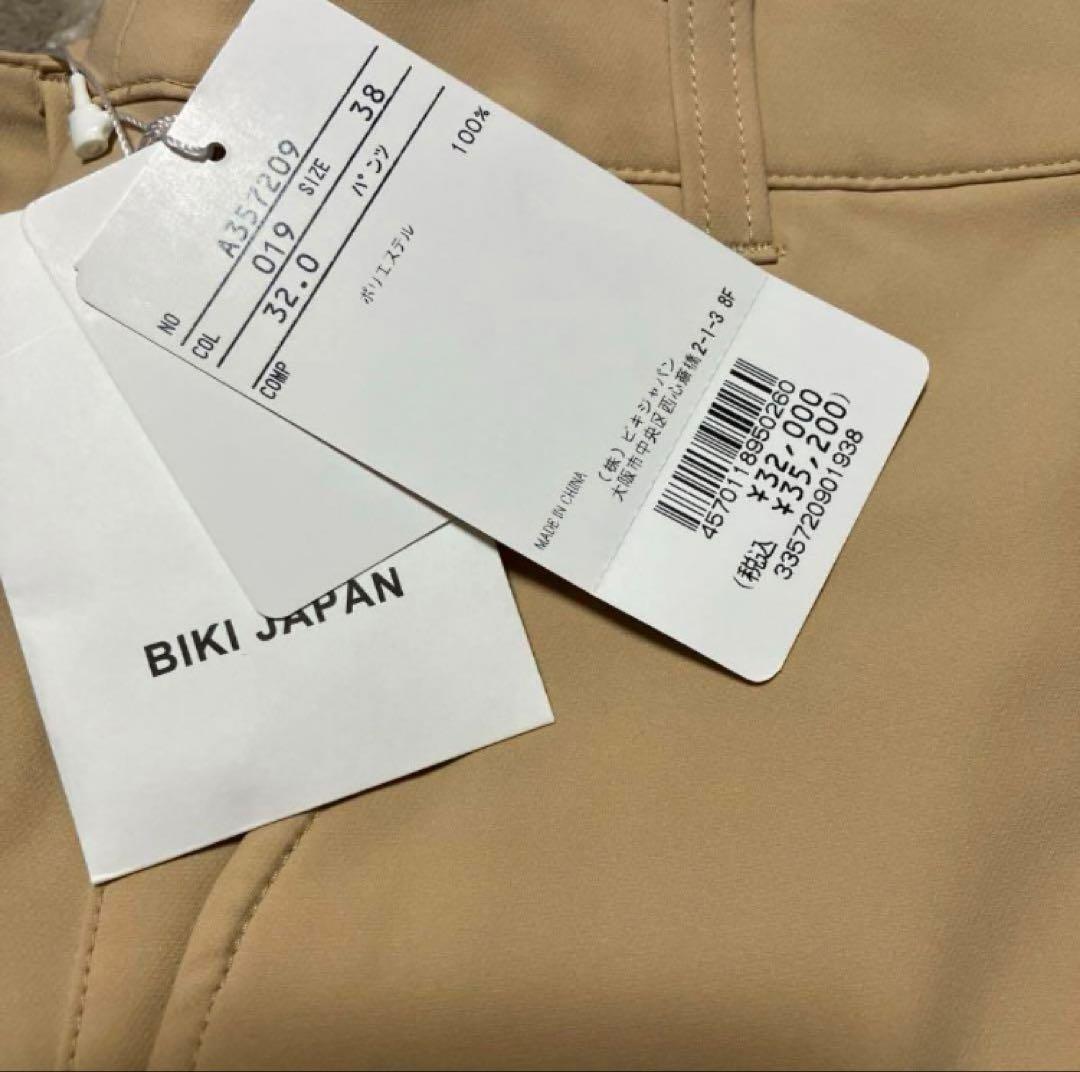 NO A357209
COL 019 SIZE 38
32.0 パンツ
COMP
ポリエステル 100%
MADE IN CHINA
(株)ビキジャパン
大阪市中央区西心斎橋2-1-3 8F
4570118950260
¥32,000
(税込 ¥35,200)
335720901938
BIKI JAPAN